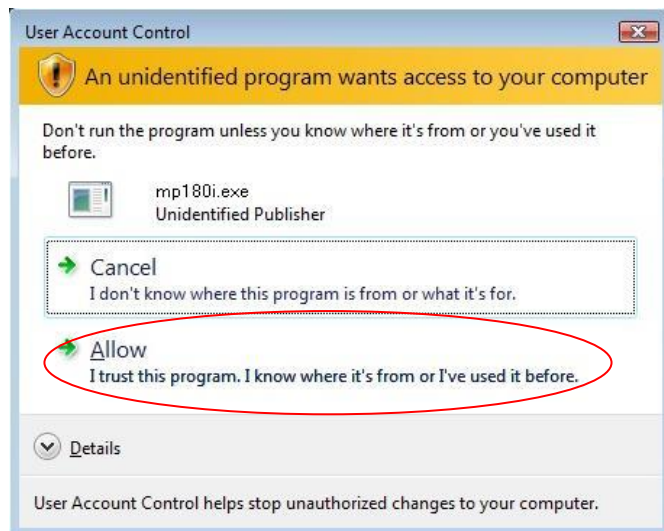 User Account Control
An unidentified program wants access to your computer
Don't run the program unless you know where it's from or you've used it
before.
mp180i.exe
Unidentified Publisher
Cancel
I don't know where this program is from or what it's for.
Allow
I trust this program. I know where it's from or I've used it before.
Details
User Account Control helps stop unauthorized changes to your computer.